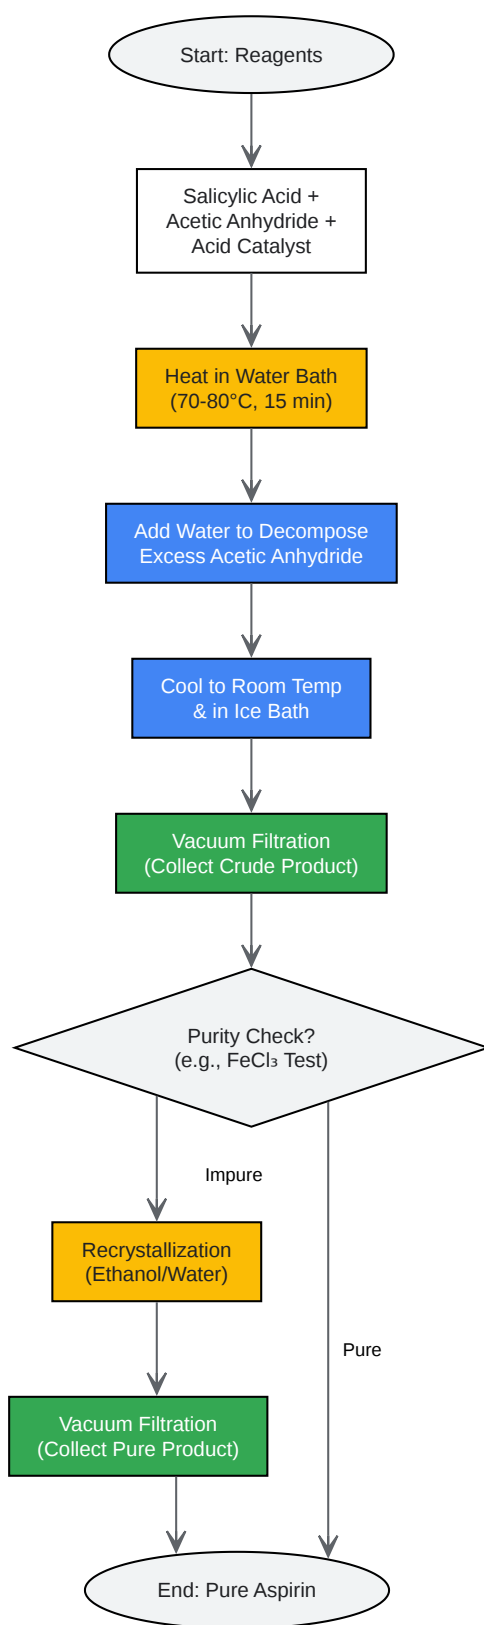 Start: Reagents
Salicylic Acid +
Acetic Anhydride +
Acid Catalyst
Heat in Water Bath
(70-80°C, 15 min)
Add Water to Decompose
Excess Acetic Anhydride
Cool to Room Temp
& in Ice Bath
Vacuum Filtration
(Collect Crude Product)
Purity Check?
(e.g., FeCl₃ Test)
Impure
Recrystallization
(Ethanol/Water)
Pure
Vacuum Filtration
(Collect Pure Product)
End: Pure Aspirin